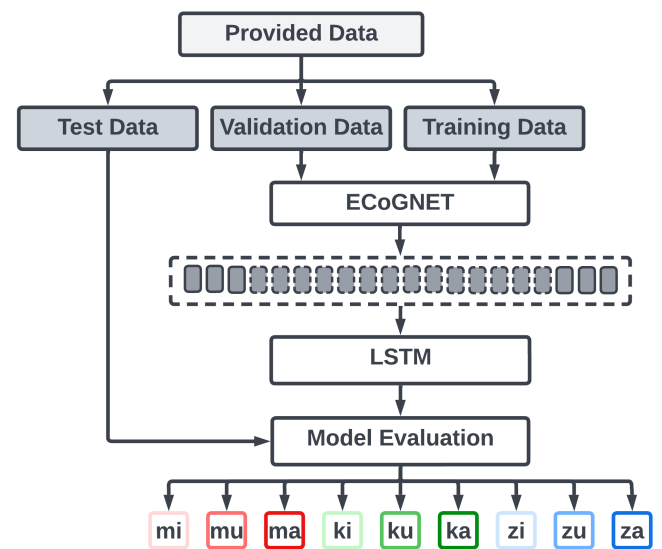 Provided Data
Test Data
Validation Data
Training Data
ECoGNET
LSTM
Model Evaluation
mi mu ma ki ku ka zi zu za